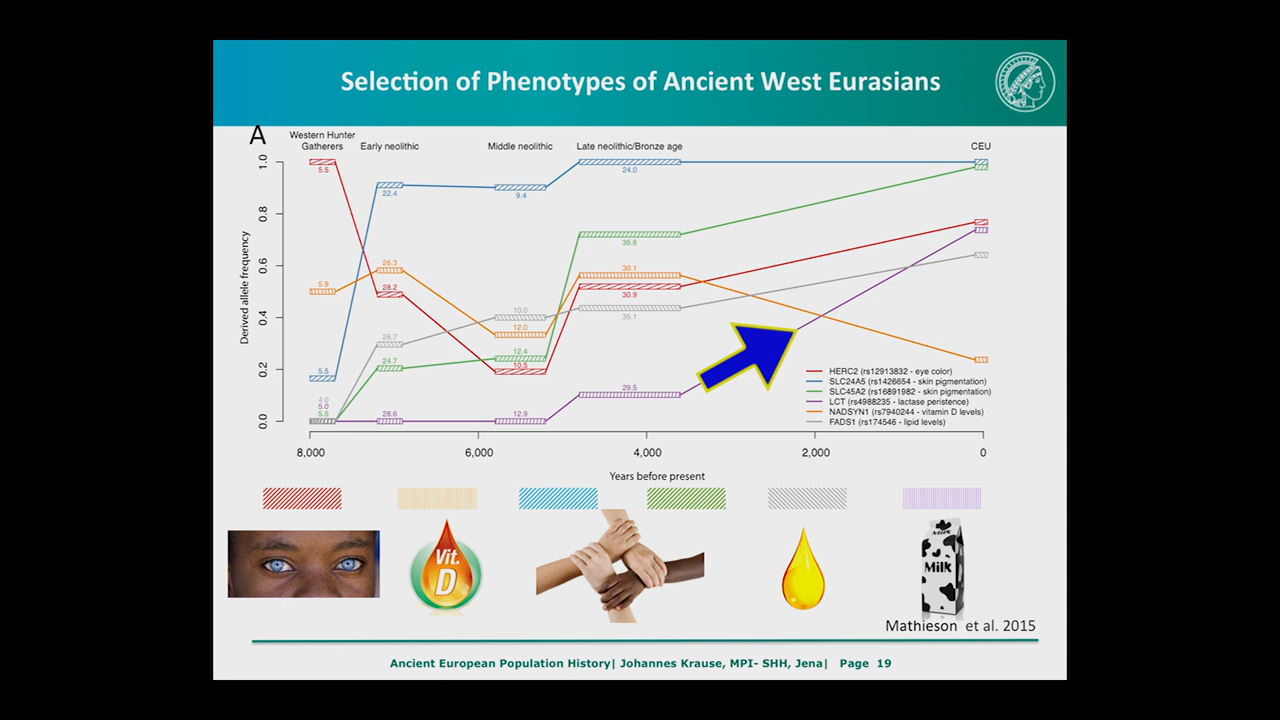 Selection of Phenotypes of Ancient West Eurasians
A
Western Hunter
Gatherers
Early neolithic
Middle neolithic
Late neolithic/Bronze age
CEU
Derived allele frequency
1.0
0.8
0.6
0.4
0.2
0.0
5.5
22.4
9.4
24.0
5.9
26.3
28.2
35.6
30.1
30.9
10.0
12.0
35.1
26.7
24.7
12.4
10.5
5.5
4.0
5.0
5.5
28.6
12.9
29.5
HERC2 (rs12913832 - eye color)
SLC24A5 (rs1426654 - skin pigmentation)
SLC45A2 (rs16891982 - skin pigmentation)
LCT (rs4988235 - lactase peristence)
NADSYN1 (rs7940244 - vitamin D levels)
FADS1 (rs174546 - lipid levels)
8,000
6,000
4,000
2,000
0
Years before present
Vit.
D
MILK
Milk
Mathieson et al. 2015
Ancient European Population History| Johannes Krause, MPI- SHH, Jena| Page 19